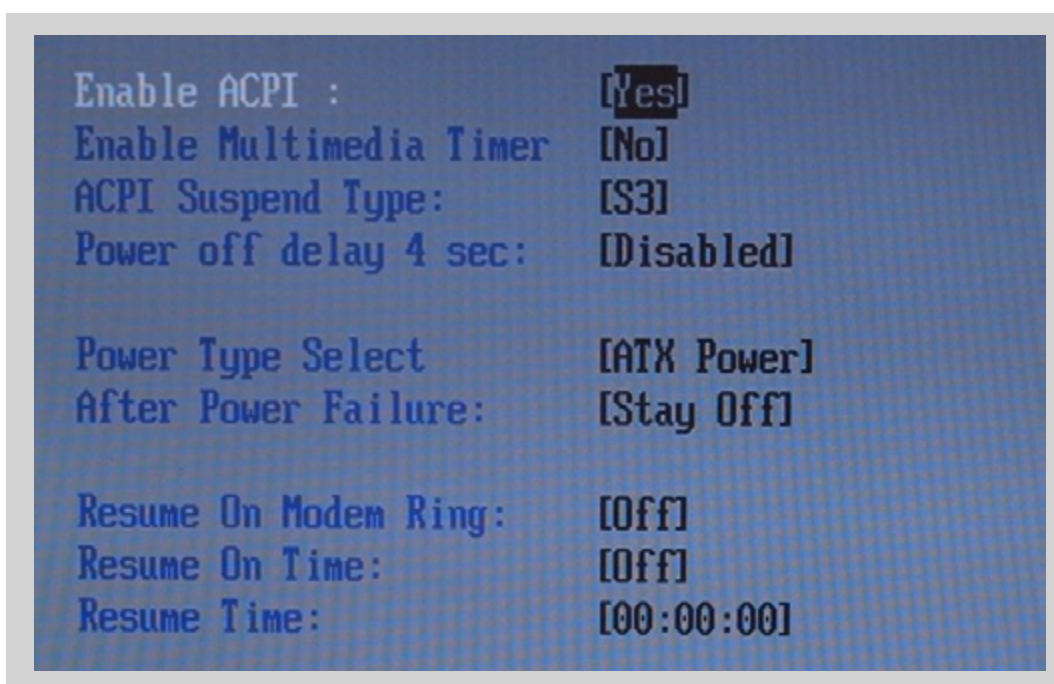 Enable ACPI : [Yes]
Enable Multimedia Timer [No]
ACPI Suspend Type: [S3]
Power off delay 4 sec: [Disabled]
Power Type Select [ATX Power]
After Power Failure: [Stay Off]
Resume On Modem Ring: [Off]
Resume On Time: [Off]
Resume Time: [00:00:00]